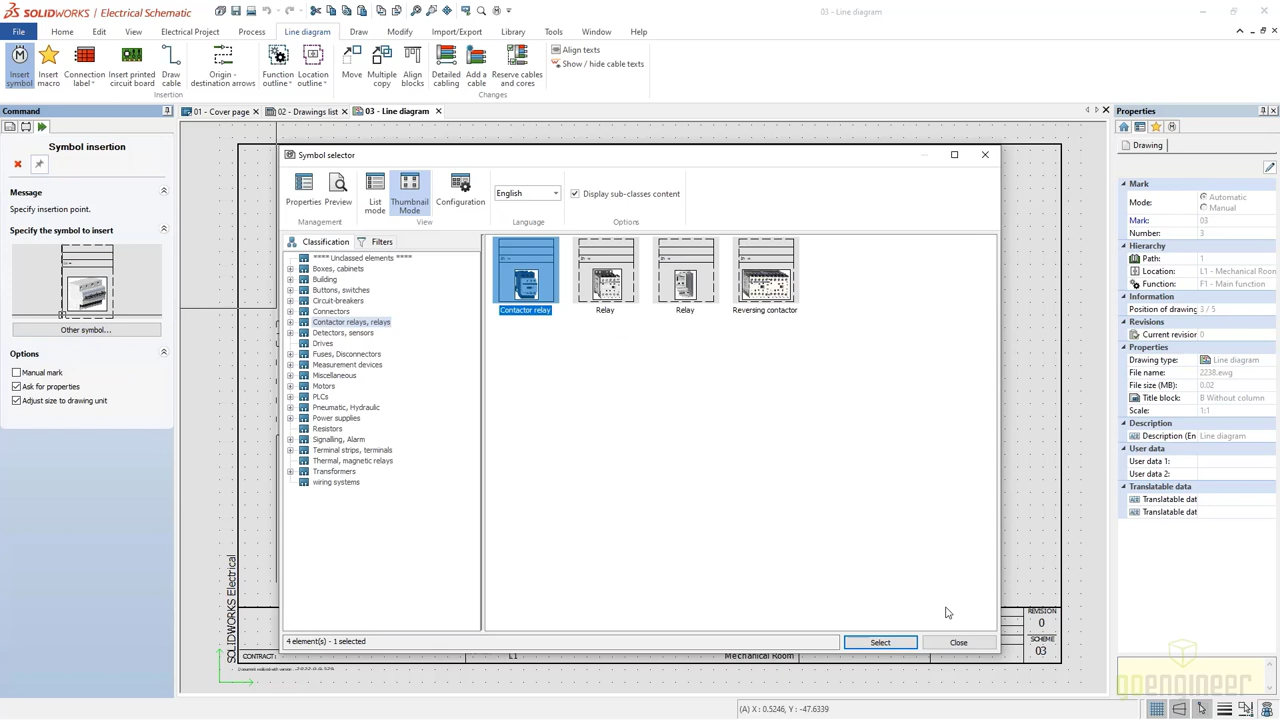 SOLIDWORKS | Electrical Schematic
03 - Line diagram
File Home Edit View Electrical Project Process Line diagram Draw Modify Import/Export Library Tools Window Help
Insert symbol
Insert macro
Connection label
Insert printed circuit board
Draw cable
Origin - destination arrows
Function outline
Location outline
Move
Multiple copy
Align blocks
Detailed cabling
Add a cable
Reserve cables and cores
Align texts
Show / hide cable texts
Insertion
Changes
Command
01 - Cover page
02 - Drawings list
03 - Line diagram
Symbol insertion
Message
Specify insertion point.
Specify the symbol to insert
Other symbol...
Options
Manual mark
Ask for properties
Adjust size to drawing unit
Symbol selector
Properties
Preview
List mode
Thumbnail Mode
Configuration
English
Display sub-classes content
Management
View
Language
Options
Classification
Filters
**** Unclassed elements ****
Boxes, cabinets
Building
Buttons, switches
Circuit-breakers
Connectors
Contactor relays, relays
Detectors, sensors
Drives
Fuses, Disconnectors
Measurement devices
Miscellaneous
Motors
PLCs
Pneumatic, Hydraulic
Power supplies
Resistors
Signalling, Alarm
Terminal strips, terminals
Thermal, magnetic relays
Transformers
wiring systems
Contactor relay
Relay
Relay
Reversing contactor
4 element(s) - 1 selected
Select
Close
SOLIDWORKS Electrical
CONTRACT:
L1
Mechanical Room
REVISION
0
SCHEME
03
Properties
Drawing
Mark
Mode:
Automatic
Manual
Mark: 03
Number: 3
Hierarchy
Path: 1
Location: L1 - Mechanical Room
Function: F1 - Main function
Information
Position of drawing 3 / 5
Revisions
Current revision 0
Properties
Drawing type: Line diagram
File name: 2238.ewg
File size (MB): 0.02
Title block: B Without column
Scale: 1:1
Description
Description (En Line diagram
User data
User data 1:
User data 2:
Translatable data
Translatable dat
Translatable dat
goengineer
(A) X : 0.5246, Y : -47.6339